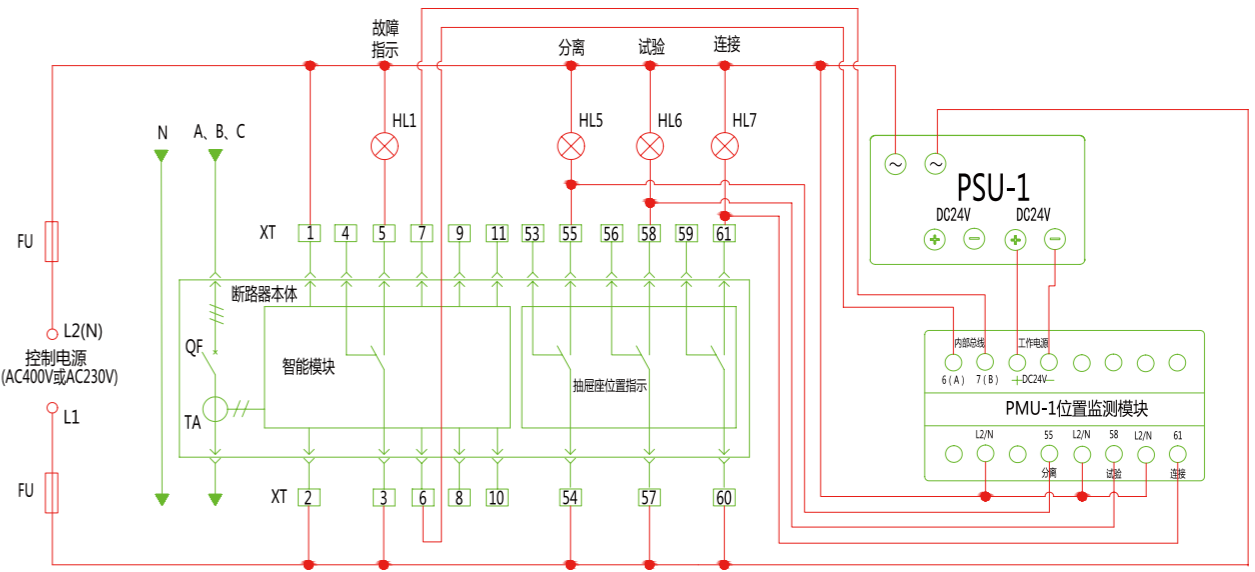 故障
指示
分离
试验
连接
HL1
HL5
HL6
HL7
N
A、B、C
PSU-1
DC24V
DC24V
XT
1
4
5
7
9
11
53
55
56
58
59
61
FU
断路器本体
L2(N)
控制电源
(AC400V或AC230V)
L1
QF
TA
智能模块
抽屉座位置指示
内部总线
工作电源
6(A)
7(B)
+DC24V-
PMU-1位置监测模块
L2/N
55
L2/N
58
L2/N
61
分离
试验
连接
FU
XT
2
3
6
8
10
54
57
60